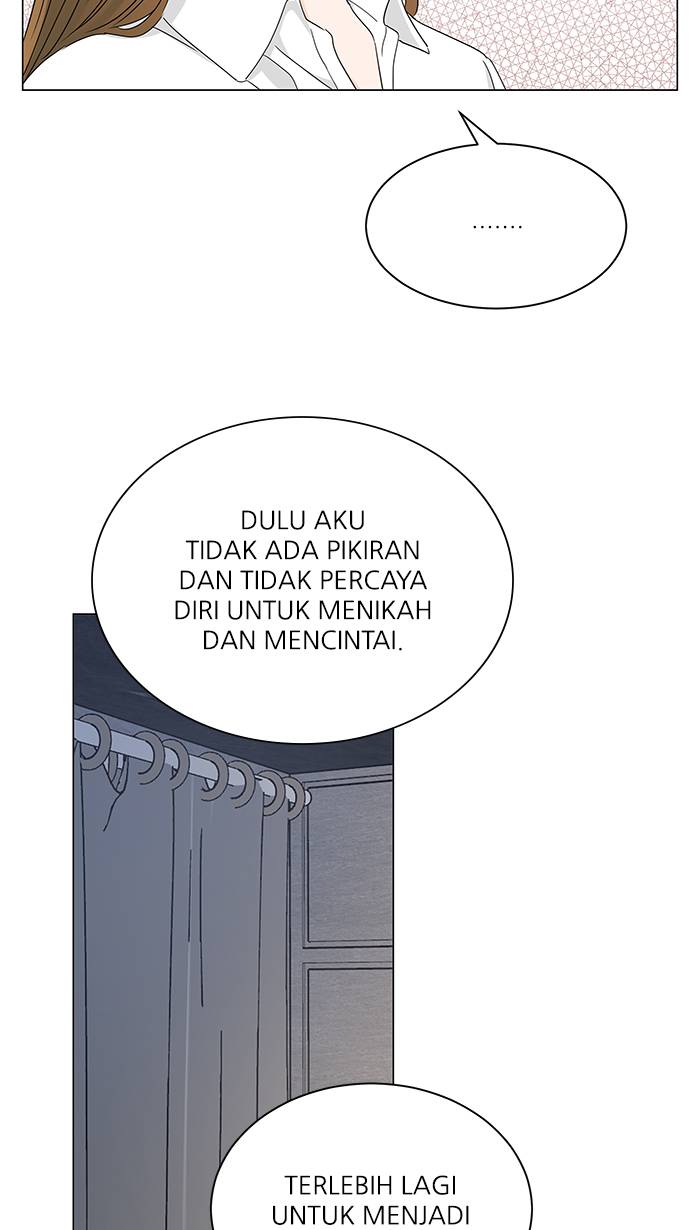 .......
DULU AKU
TIDAK ADA PIKIRAN
DAN TIDAK PERCAYA
DIRI UNTUK MENIKAH
DAN MENCINTAI.
TERLEBIH LAGI
UNTUK MENJADI